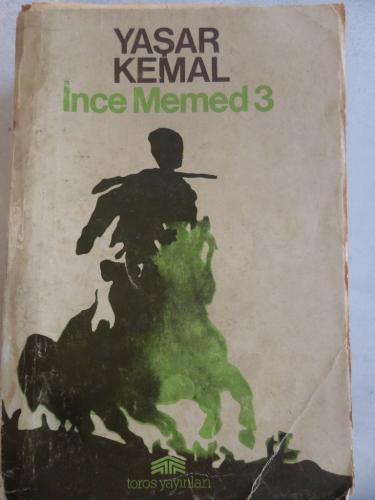 YAŞAR
KEMAL
İnce Memed 3
toros yayınları